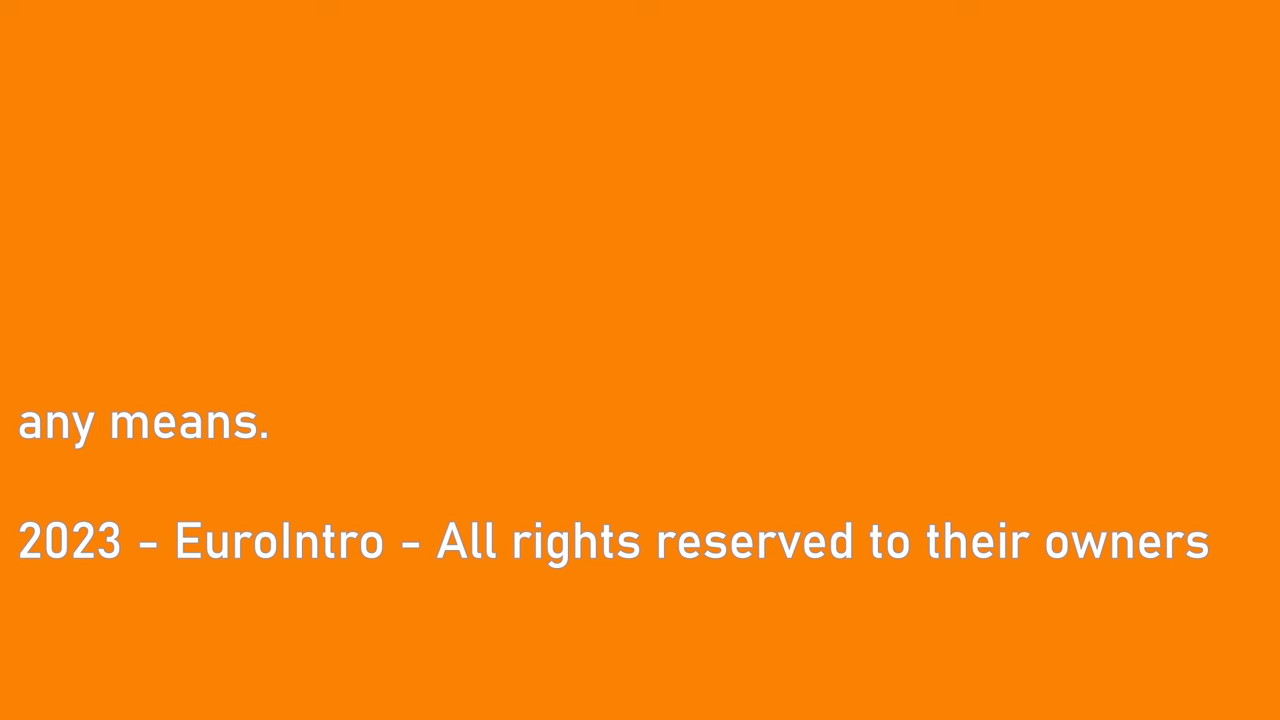 any means.
2023 - EuroIntro - All rights reserved to their owners